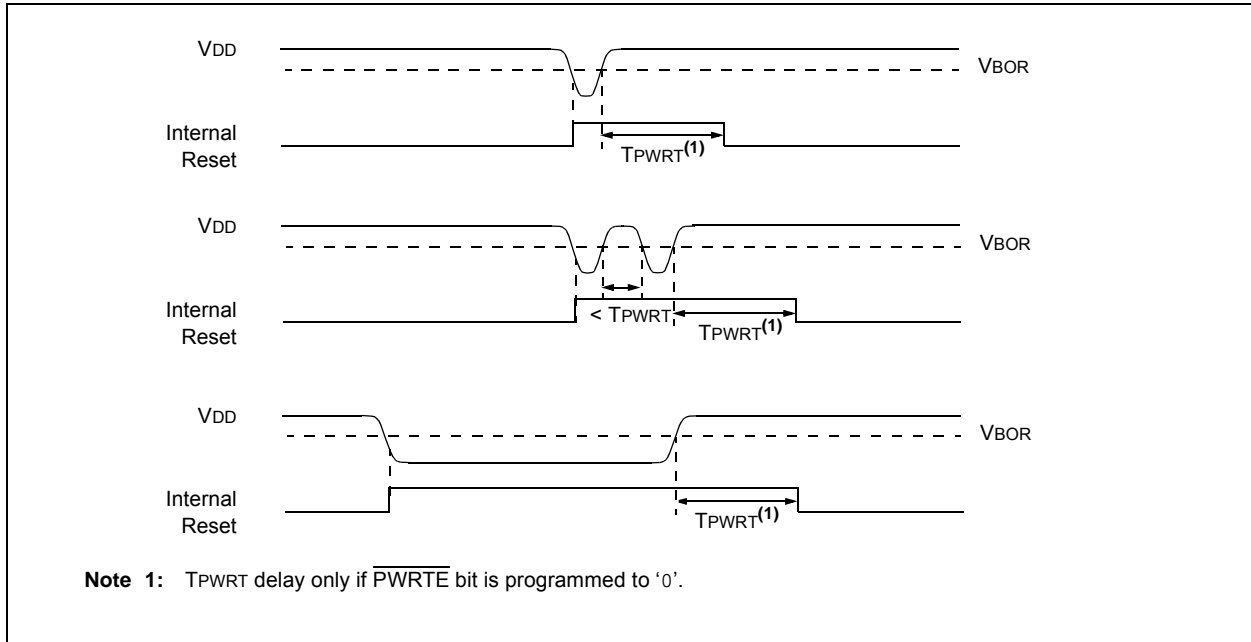 VDD
VBOR
Internal
Reset
TPWRT(1)
VDD
VBOR
Internal
Reset
< TPWRT
TPWRT(1)
VDD
VBOR
Internal
Reset
TPWRT(1)
Note 1: TPWRT delay only if PWRTE bit is programmed to ‘0’.